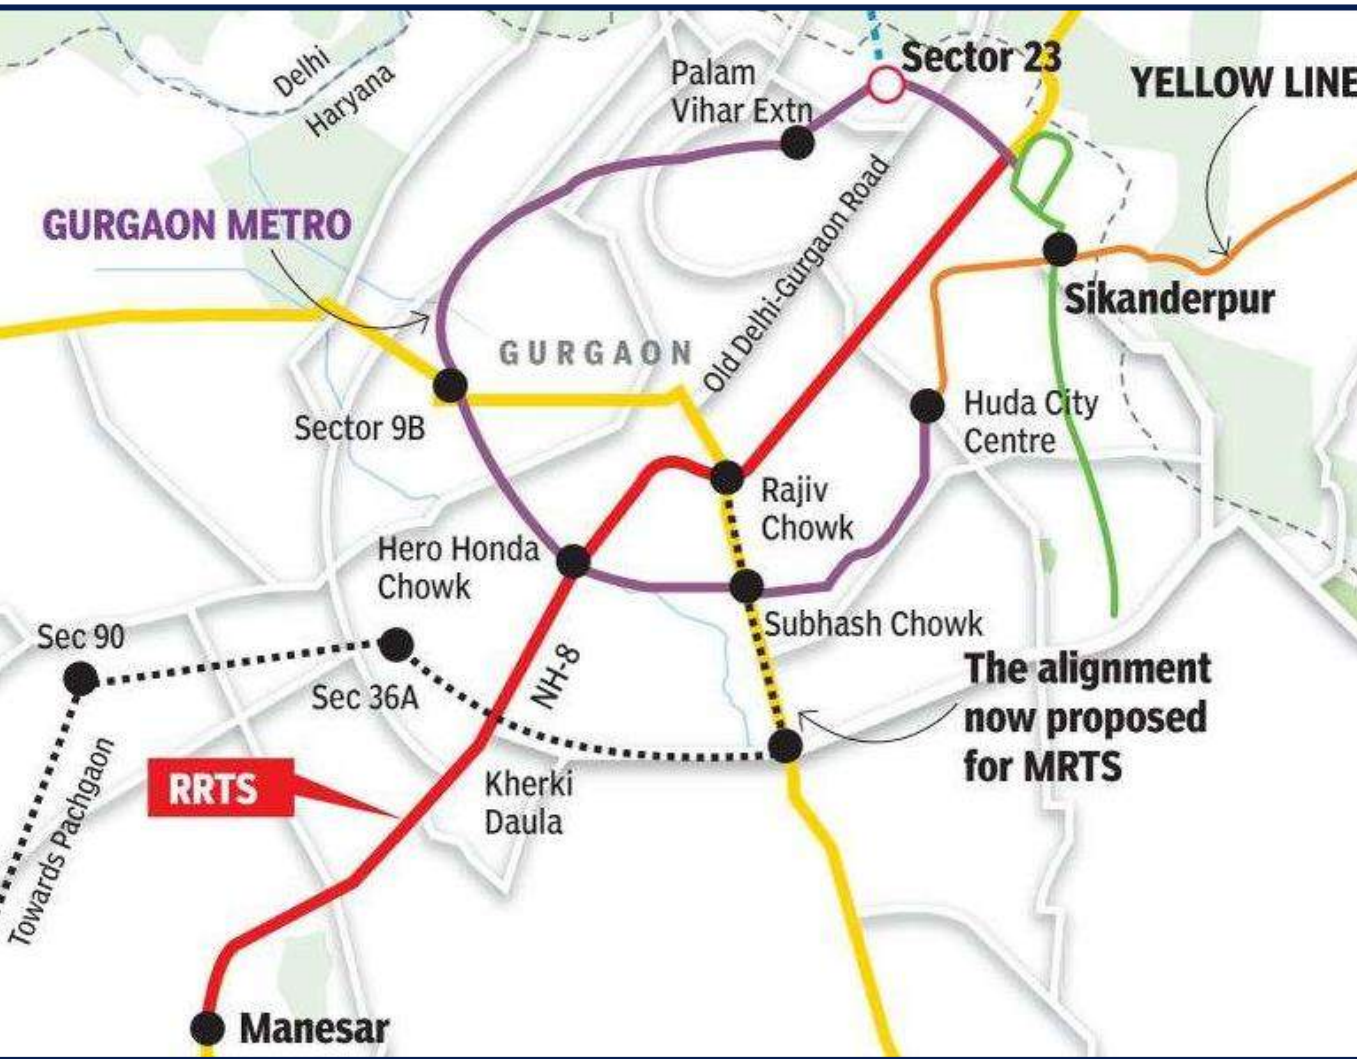 Delhi
Haryana
Palam
Vihar Extn
Sector 23
YELLOW LINE
GURGAON METRO
Old Delhi-Gurgaon Road
Sikanderpur
GURGAON
Sector 9B
Huda City
Centre
Rajiv
Chowk
Hero Honda
Chowk
Subhash Chowk
Sec 90
Sec 36A
NH-8
The alignment
now proposed
for MRTS
Towards Pachgaon
RRTS
Kherki
Daula
Manesar